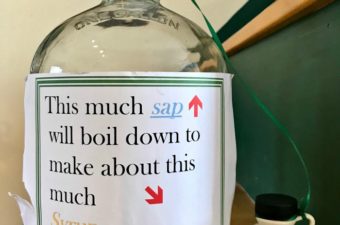 This much sap
will boil down to
make about this
much